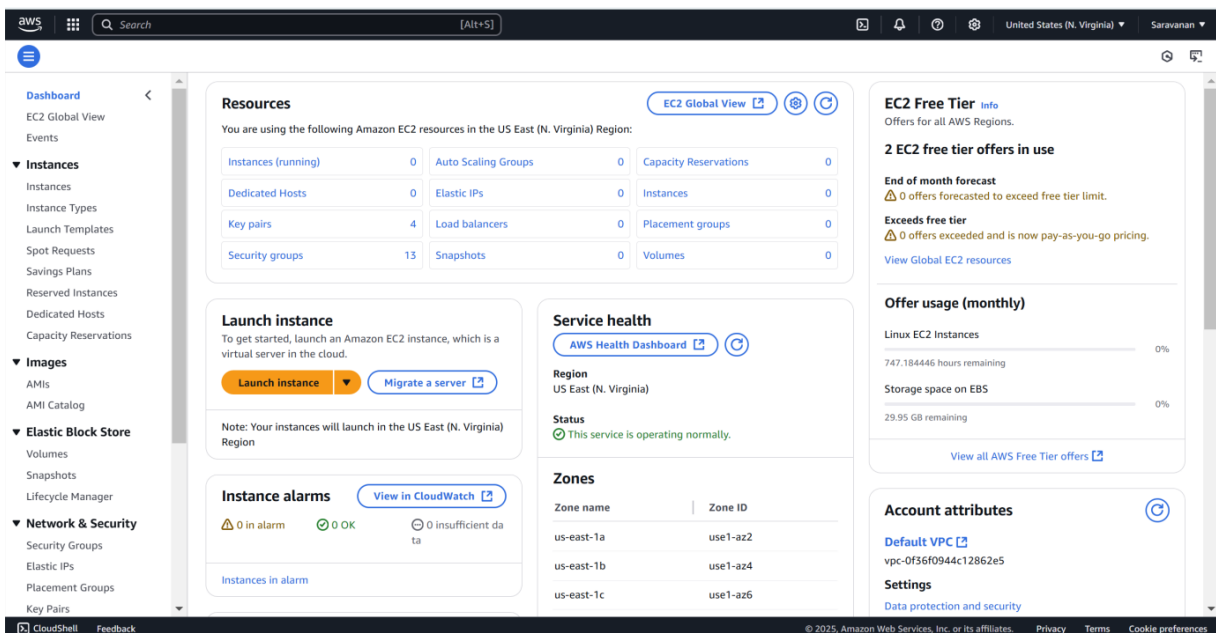 aws
Search [Alt+S]
United States (N. Virginia) ▼ Saravanan ▼
Dashboard
EC2 Global View
Events
▼ Instances
Instances
Instance Types
Launch Templates
Spot Requests
Savings Plans
Reserved Instances
Dedicated Hosts
Capacity Reservations
▼ Images
AMIs
AMI Catalog
▼ Elastic Block Store
Volumes
Snapshots
Lifecycle Manager
▼ Network & Security
Security Groups
Elastic IPs
Placement Groups
Key Pairs
Resources
EC2 Global View
You are using the following Amazon EC2 resources in the US East (N. Virginia) Region:
Instances (running) 0 Auto Scaling Groups 0 Capacity Reservations 0
Dedicated Hosts 0 Elastic IPs 0 Instances 0
Key pairs 4 Load balancers 0 Placement groups 0
Security groups 13 Snapshots 0 Volumes 0
Launch instance
To get started, launch an Amazon EC2 instance, which is a
virtual server in the cloud.
Launch instance ▼ Migrate a server
Note: Your instances will launch in the US East (N. Virginia)
Region
Instance alarms View in CloudWatch
0 in alarm 0 OK 0 insufficient da
ta
Instances in alarm
Service health
AWS Health Dashboard
Region
US East (N. Virginia)
Status
This service is operating normally.
Zones
Zone name Zone ID
us-east-1a use1-az2
us-east-1b use1-az4
us-east-1c use1-az6
EC2 Free Tier Info
Offers for all AWS Regions.
2 EC2 free tier offers in use
End of month forecast
0 offers forecasted to exceed free tier limit.
Exceeds free tier
0 offers exceeded and is now pay-as-you-go pricing.
View Global EC2 resources
Offer usage (monthly)
Linux EC2 Instances
0%
747.184446 hours remaining
Storage space on EBS
0%
29.95 GB remaining
View all AWS Free Tier offers
Account attributes
Default VPC
vpc-0f36f0944c12862e5
Settings
Data protection and security
CloudShell Feedback
© 2025, Amazon Web Services, Inc. or its affiliates. Privacy Terms Cookie preferences